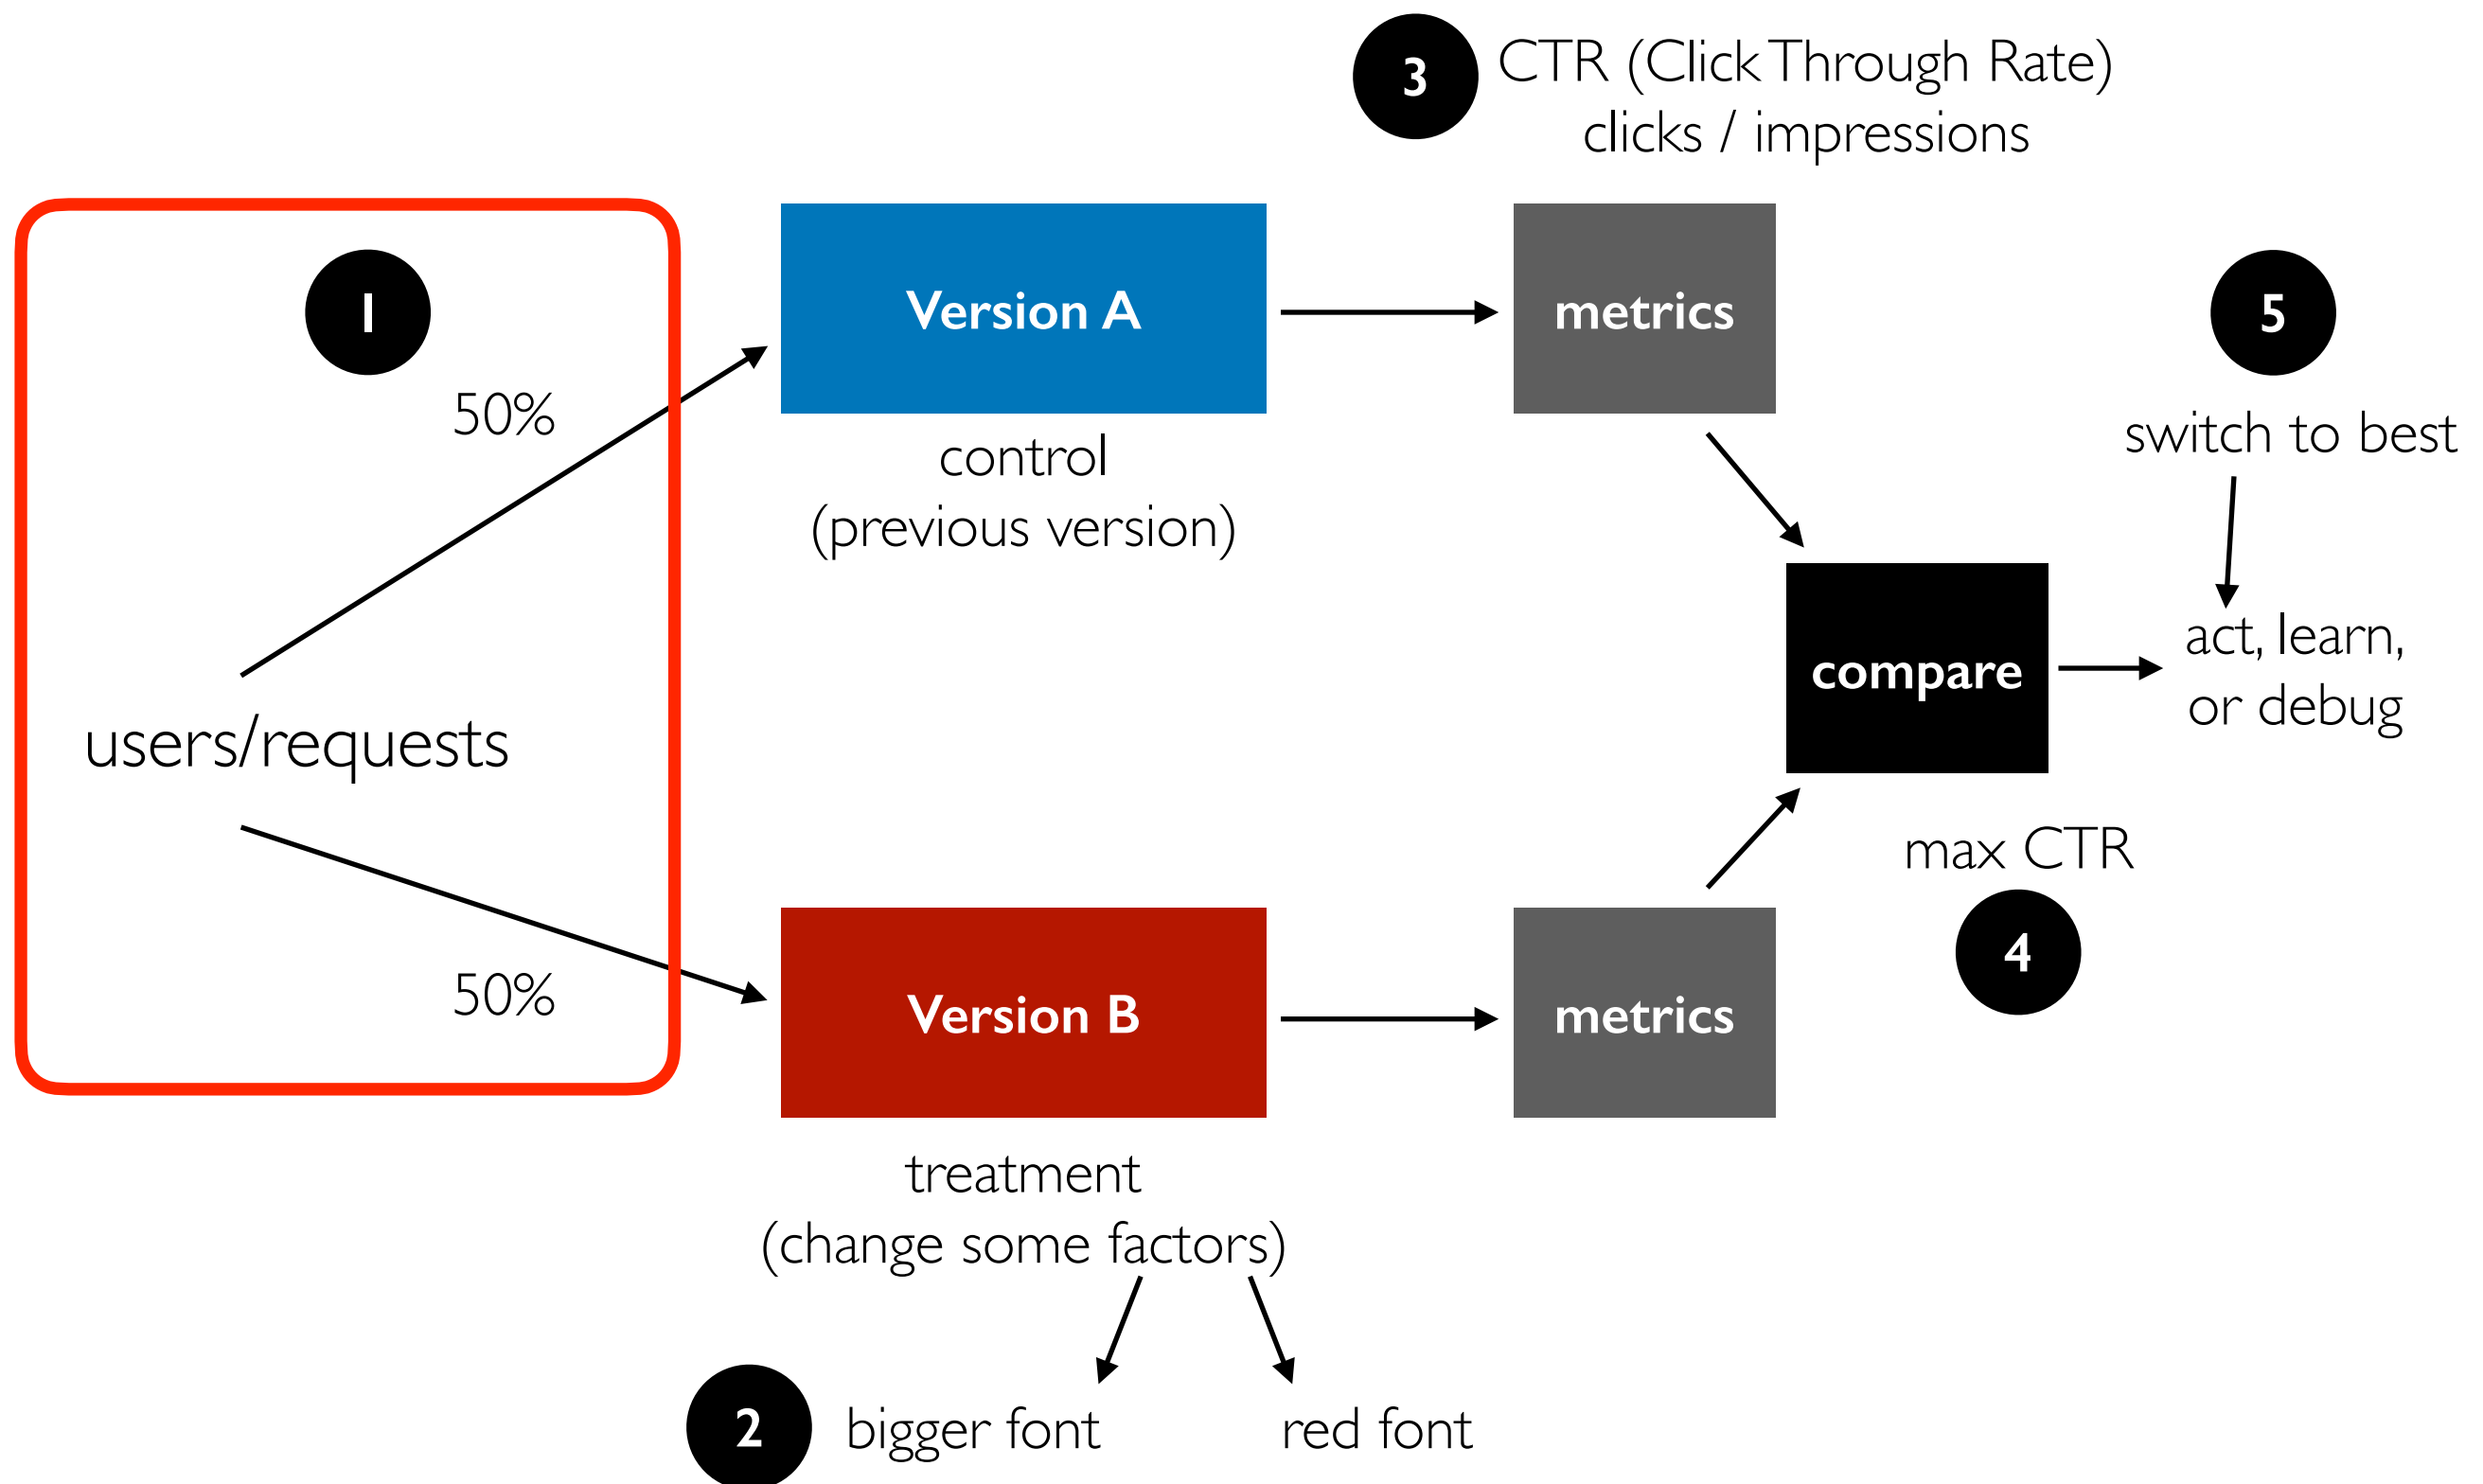 3
CTR (Click Through Rate)
clicks / impressions
1
50%
Version A
metrics
5
switch to best
control
(previous version)
users/requests
compare
act, learn,
or debug
max CTR
4
50%
Version B
metrics
treatment
(change some factors)
2
bigger font
red font